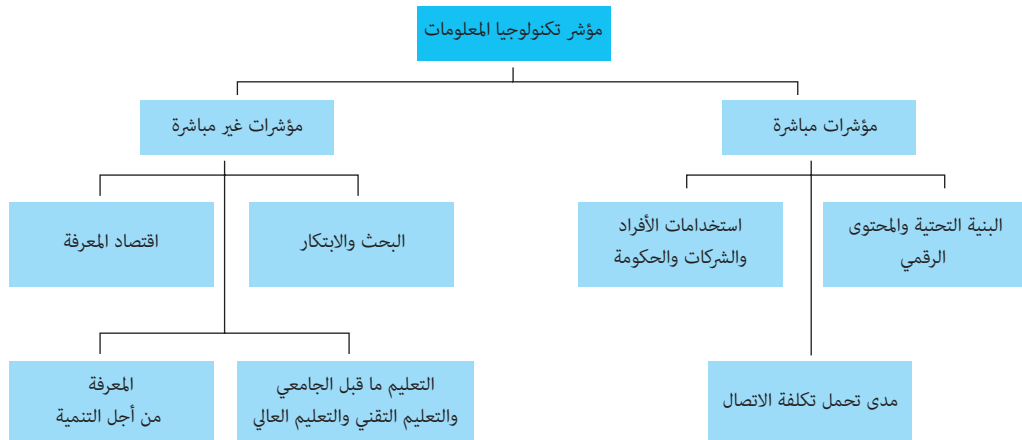 مؤشر تكنولوجيا المعلومات
مؤشرات مباشرة
مؤشرات غير مباشرة
البنية التحتية والمحتوى
الرقمي
استخدامات الأفراد
والشركات والحكومة
البحث والابتكار
اقتصاد المعرفة
مدى تحمل تكلفة الاتصال
التعليم ما قبل الجامعي
والتعليم التقني والتعليم العالي
المعرفة
من أجل التنمية